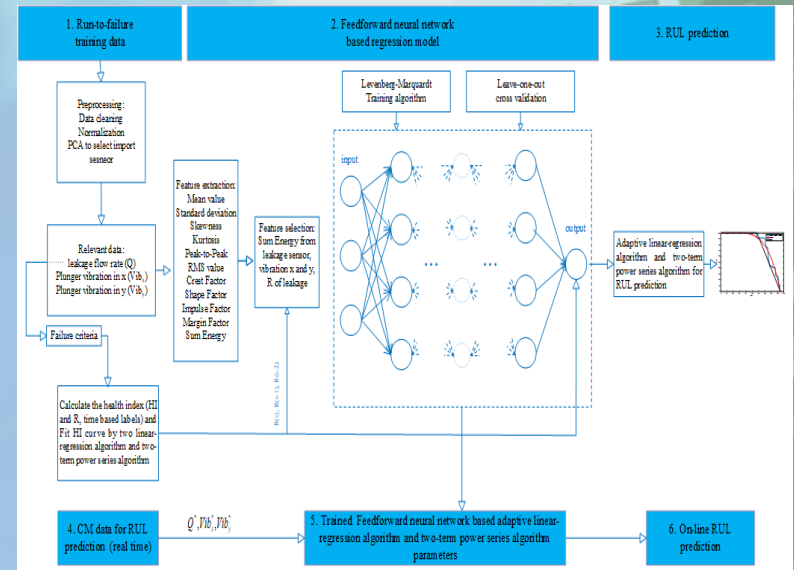 1. Run-to-failure
training data
2. Feedforward neural network
based regression model
3. RUL prediction
Preprocessing:
Data cleaning
Normalization
PCA to select import
sesneor
Levenberg-Marquardt
Training algorithm
Leave-one-out
cross validation
input
output
Feature extraction:
Mean value
Standard deviation
Skewness
Kurtosis
Peak-to-Peak
RMS value
Crest Factor
Shape Factor
Impulse Factor
Margin Factor
Sum Energy
Feature selection:
Sum Energy from
leakage sensor,
vibration x and y,
R of leakage
Relevant data:
leakage flow rate (Q)
Plunger vibration in x (Vib
Plunger vibration in y (Vib
Adaptive linear-regression
algorithm and two-term
power series algorithm for
RUL prediction
... ...
Failure criteria
Calculate the health index (HI
and R, time based labels) and
Fit HI curve by two linear-
regression algorithm and two-
term power series algorithm
4. CM data for RUL
prediction (real time)
5. Trained Feedforward neural network based adaptive linear-
regression algorithm and two-term power series algorithm
parameters
6. On-line RUL
prediction